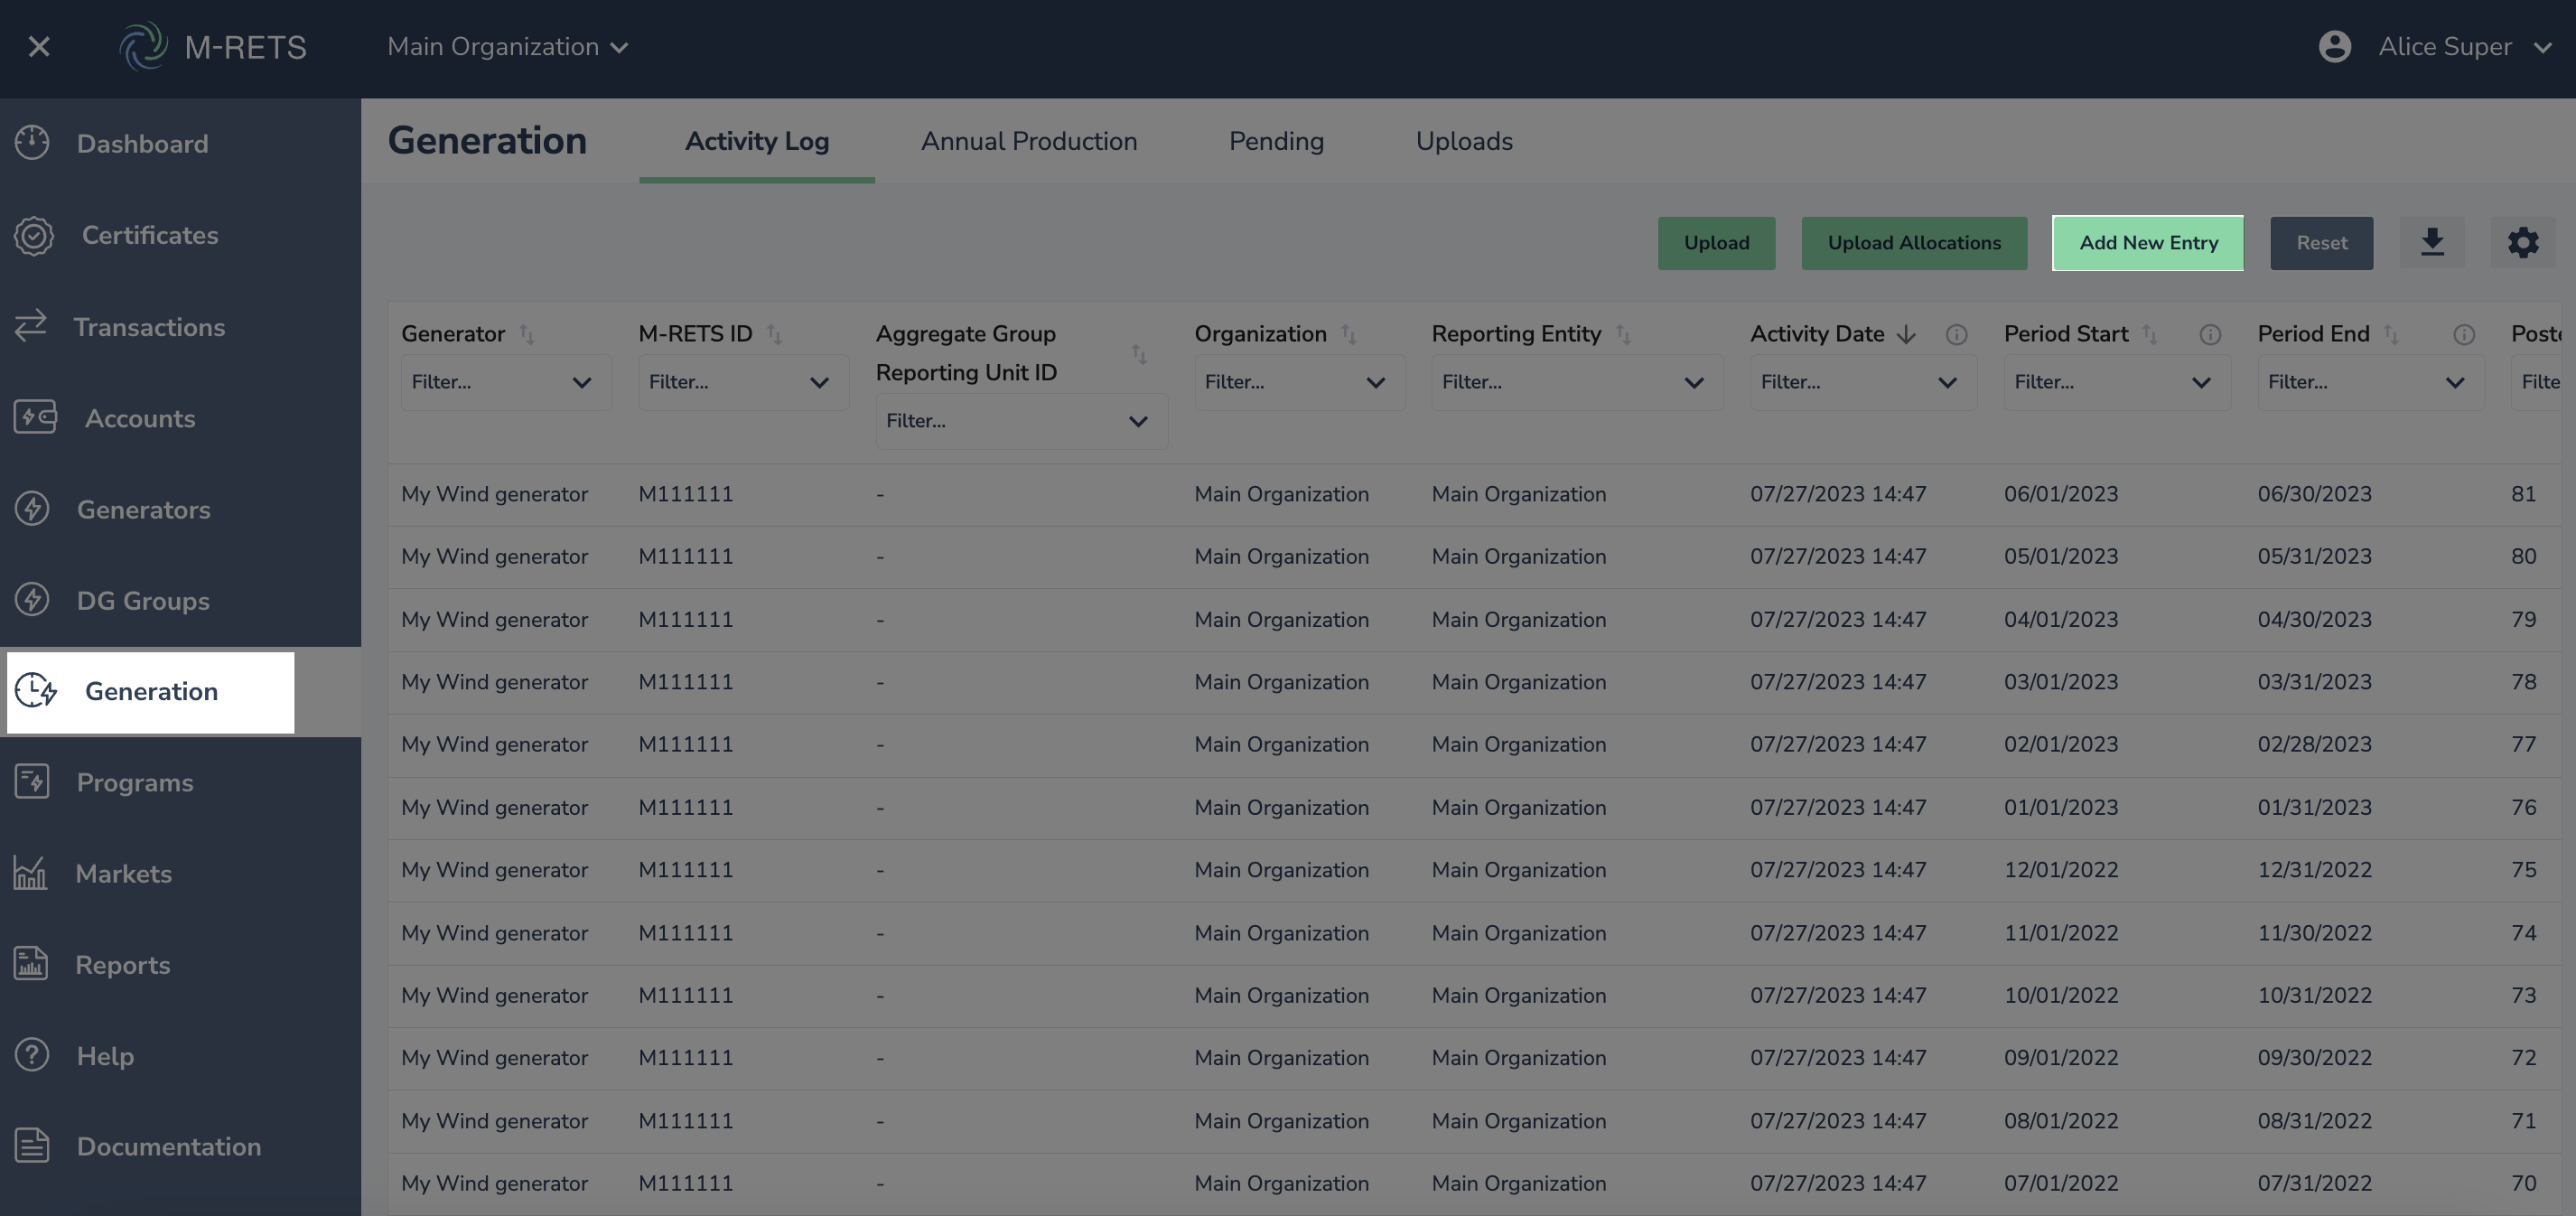 M-RETS
Main Organization
Alice Super
Dashboard
Certificates
Transactions
Accounts
Generators
DG Groups
Generation
Programs
Markets
Reports
Help
Documentation
Generation
Activity Log
Annual Production
Pending
Uploads
Upload
Upload Allocations
Add New Entry
Reset
Generator M-RETS ID Aggregate Group Reporting Unit ID Organization Reporting Entity Activity Date Period Start Period End Poste
Filter... Filter... Filter... Filter... Filter... Filter... Filter... Filter... Filte
My Wind generator M111111 - Main Organization Main Organization 07/27/2023 14:47 06/01/2023 06/30/2023 81
My Wind generator M111111 - Main Organization Main Organization 07/27/2023 14:47 05/01/2023 05/31/2023 80
My Wind generator M111111 - Main Organization Main Organization 07/27/2023 14:47 04/01/2023 04/30/2023 79
My Wind generator M111111 - Main Organization Main Organization 07/27/2023 14:47 03/01/2023 03/31/2023 78
My Wind generator M111111 - Main Organization Main Organization 07/27/2023 14:47 02/01/2023 02/28/2023 77
My Wind generator M111111 - Main Organization Main Organization 07/27/2023 14:47 01/01/2023 01/31/2023 76
My Wind generator M111111 - Main Organization Main Organization 07/27/2023 14:47 12/01/2022 12/31/2022 75
My Wind generator M111111 - Main Organization Main Organization 07/27/2023 14:47 11/01/2022 11/30/2022 74
My Wind generator M111111 - Main Organization Main Organization 07/27/2023 14:47 10/01/2022 10/31/2022 73
My Wind generator M111111 - Main Organization Main Organization 07/27/2023 14:47 09/01/2022 09/30/2022 72
My Wind generator M111111 - Main Organization Main Organization 07/27/2023 14:47 08/01/2022 08/31/2022 71
My Wind generator M111111 - Main Organization Main Organization 07/27/2023 14:47 07/01/2022 07/31/2022 70